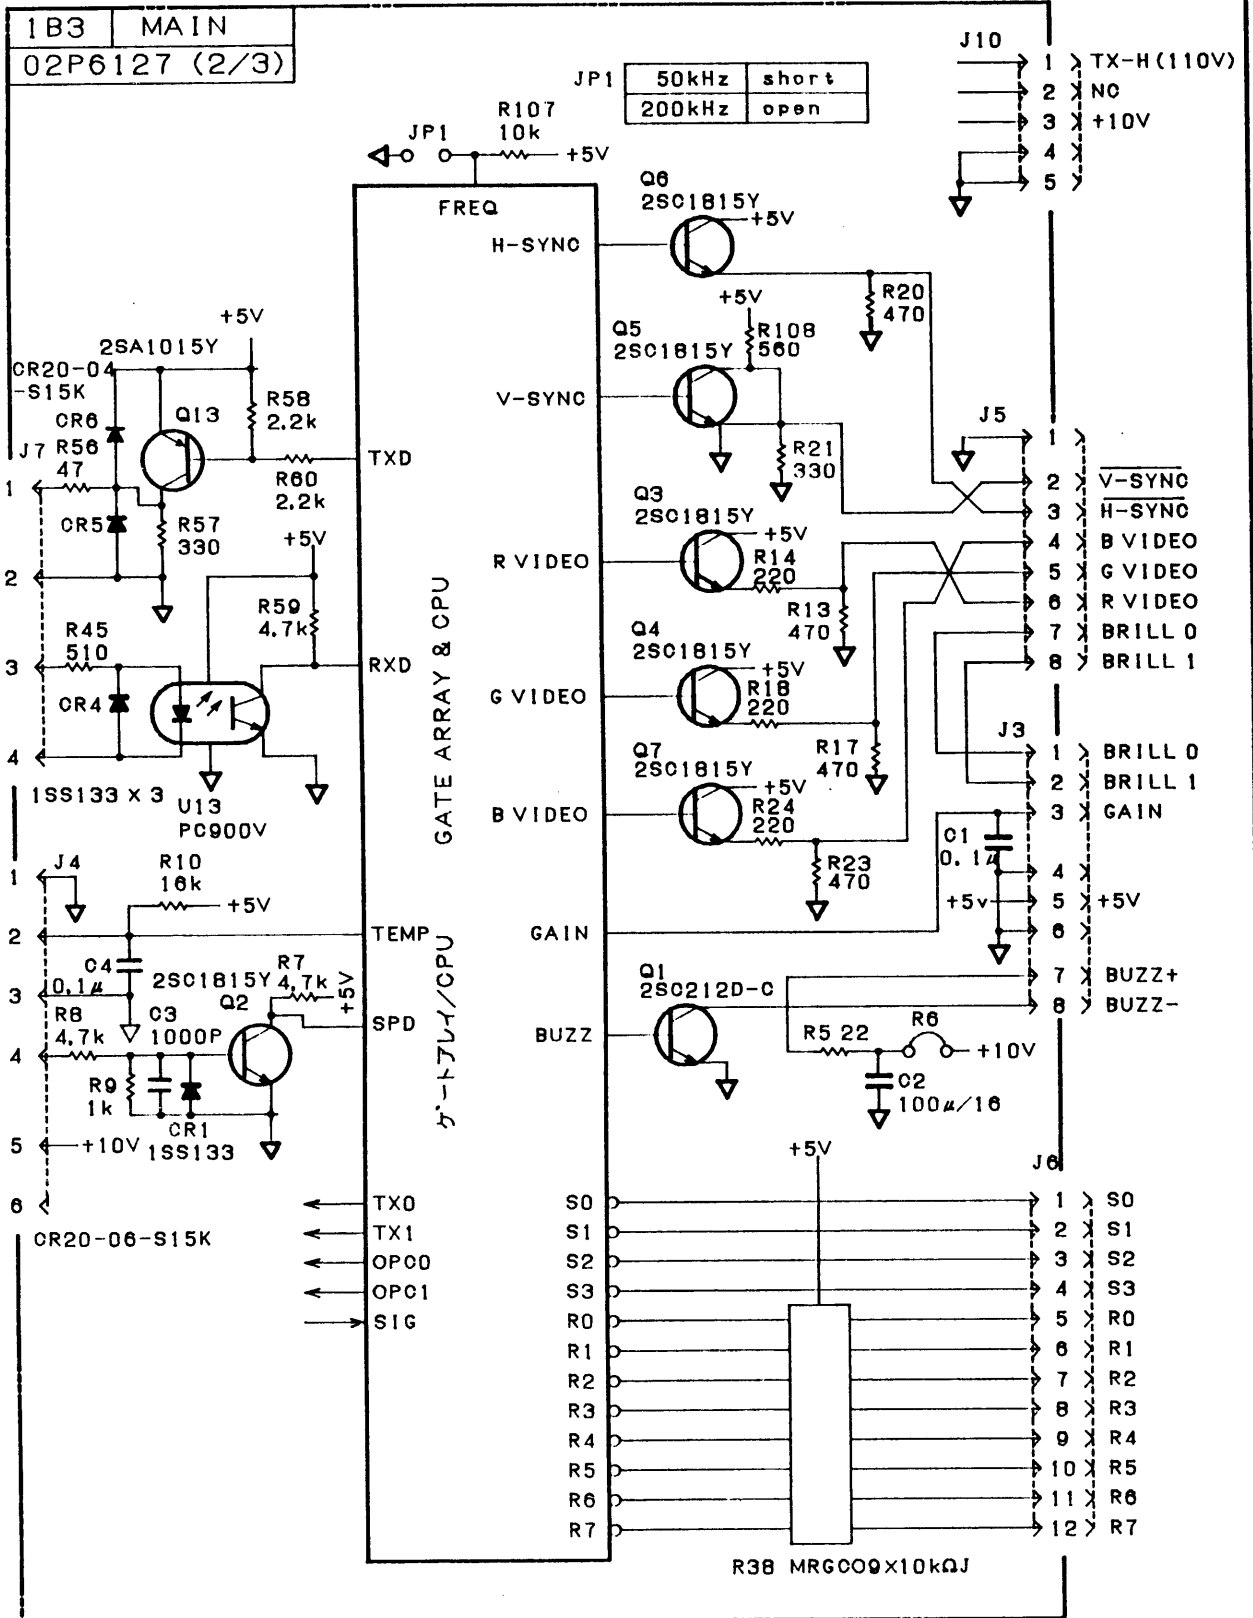 1B3 MAIN
02P6127 (2/3)
JP1 50kHz short
200kHz open
J10
1 TX-H(110V)
2 NC
3 +10V
4
5
R107
10k
JP1
+5V
FREQ
Q6
2SC1815Y
+5V
H-SYNC
R20
470
+5V
R108
560
Q5
2SC1815Y
V-SYNC
R21
330
+5V
2SA1015Y
CR20-04
-S15K
CR6
Q13
R58
2.2k
J7
R56
47
1
R60
2.2k
TXD
CR5
R57
330
2
+5V
R59
4.7k
R45
510
3
RXD
CR4
4
1SS133 X 3
U13
PC900V
GATE ARRAY & CPU
ゲートアレイ/CPU
Q3
2SC1815Y
+5V
R VIDEO
R14
220
R13
470
Q4
2SC1815Y
+5V
G VIDEO
R18
220
R17
470
Q7
2SC1815Y
+5V
B VIDEO
R24
220
R23
470
J5
1
2 V-SYNC
3 H-SYNC
4 B VIDEO
5 G VIDEO
6 R VIDEO
7 BRILL 0
8 BRILL 1
J3
1 BRILL 0
2 BRILL 1
3 GAIN
C1
0.1μ
4
+5v 5 +5V
6
7 BUZZ+
8 BUZZ-
J4
1
R10
16k
+5V
2
TEMP
GAIN
C4
0.1μ
3
2SC1815Y
Q2
R7
4.7k
+5V
SPD
R8
4.7k
C3
1000P
4
R9
1k
CR1
1SS133
5 +10V
6
CR20-06-S15K
Q1
2SC212D-C
BUZZ
R5 22
R6
+10V
C2
100μ/16
+5V
J6
TX0
TX1
OPC0
OPC1
SIG
S0 1 S0
S1 2 S1
S2 3 S2
S3 4 S3
R0 5 R0
R1 6 R1
R2 7 R2
R3 8 R3
R4 9 R4
R5 10 R5
R6 11 R6
R7 12 R7
R38 MRGC09X10kΩJ